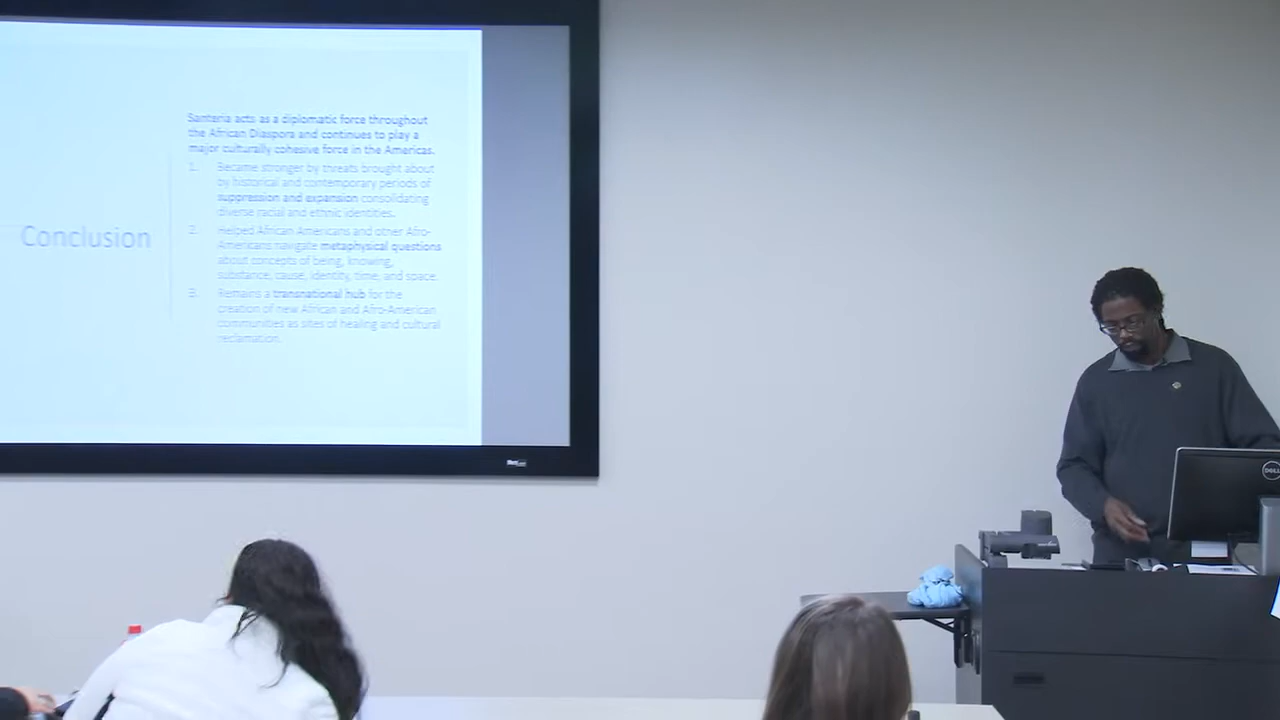 Conclusion
Santeria acts as a diplomatic force throughout
the African Diaspora and continues to play a
major culturally cohesive force in the Americas.
1. Became stronger by threats brought about
by historical and contemporary periods of
suppression and expansion consolidating
diverse racial and ethnic identities.
2. Helped African Americans and other Afro-
Americans navigate metaphysical questions
about concepts of being, knowing,
substance, cause, identity, time, and space.
3. Remains a transnational hub for the
creation of new African and Afro-American
communities as sites of healing and cultural
reclamation.
DELL